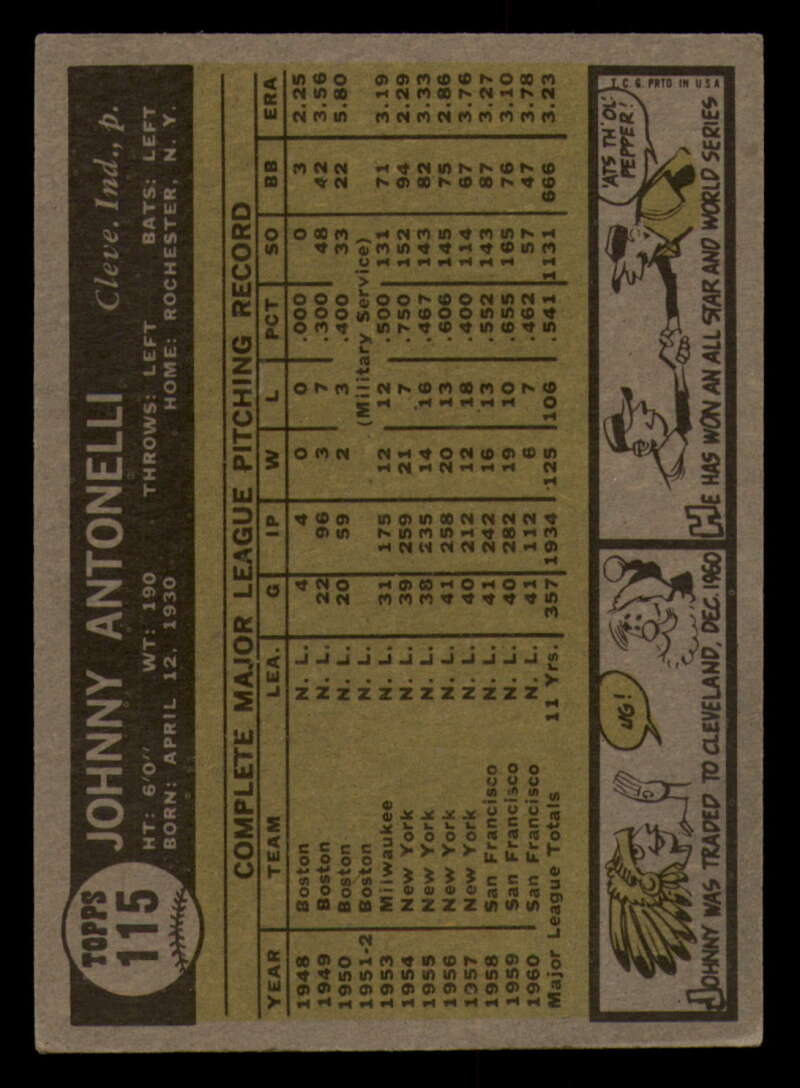 TOPPS
115
JOHNNY ANTONELLI Cleve. Ind., p.
HT: 6'0" WT: 190 THROWS: LEFT BATS: LEFT
BORN: APRIL 12, 1930 HOME: ROCHESTER, N. Y.
COMPLETE MAJOR LEAGUE PITCHING RECORD
YEAR TEAM LEA. G IP W L PCT SO BB ERA
1948 Boston N. L. 4 4 0 0 .000 0 3 2.25
1949 Boston N. L. 22 96 3 7 .300 48 42 3.56
1950 Boston N. L. 20 59 2 3 .400 33 22 5.80
1951-2 Boston N. L. (Military Service)
1953 Milwaukee N. L. 31 175 12 12 .500 131 71 3.19
1954 New York N. L. 39 259 21 7 .750 152 94 2.29
1955 New York N. L. 38 235 14 16 .467 143 82 3.33
1956 New York N. L. 41 258 20 13 .606 145 75 2.86
1957 New York N. L. 40 212 12 18 .400 114 67 3.76
1958 San Francisco N. L. 41 242 16 13 .552 143 87 3.27
1959 San Francisco N. L. 40 282 19 10 .655 165 76 3.10
1960 San Francisco N. L. 41 112 6 7 .462 57 47 3.78
Major League Totals 11 Yrs. 357 1934 125 106 .541 1131 666 3.23
UG!
JOHNNY WAS TRADED TO CLEVELAND, DEC. 1960
T. C. G. PRTD IN U S A
'ATS TH' OL'
PEPPER!
HE HAS WON AN ALL STAR AND WORLD SERIES